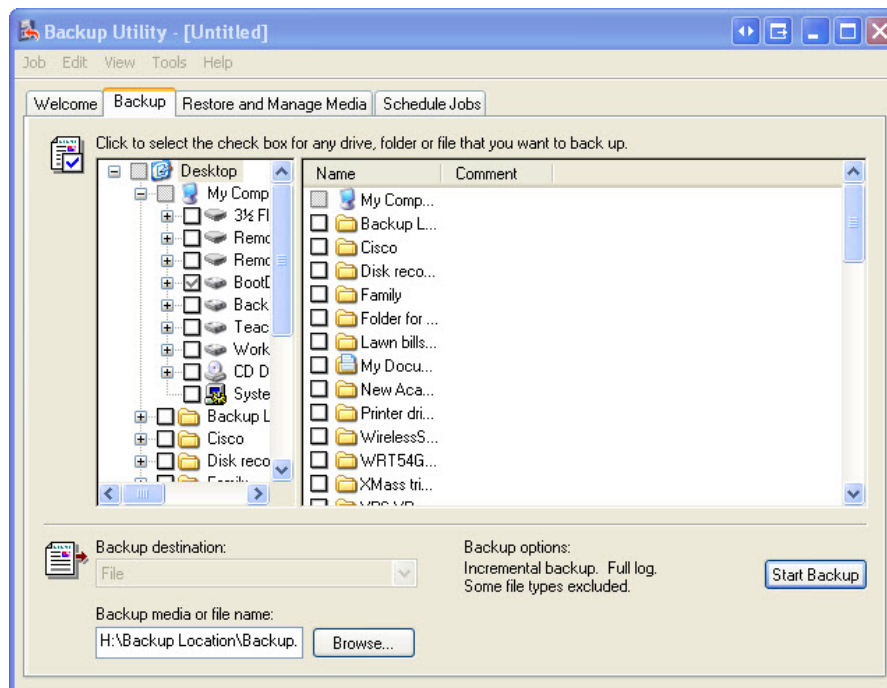 Backup Utility - [Untitled]
Job Edit View Tools Help
Welcome Backup Restore and Manage Media Schedule Jobs
Click to select the check box for any drive, folder or file that you want to back up.
Desktop
My Comp
3½ Fl
Remo
Remo
BootD
Back
Teac
Work
CD D
Syste
Backup L
Cisco
Disk reco
Family
Name Comment
My Comp...
Backup L...
Cisco
Disk reco...
Family
Folder for ...
Lawn bills...
My Docu...
New Aca...
Printer dri...
WirelessS...
WRT54G...
XMass tri...
Backup destination:
File
Backup media or file name:
H:\Backup Location\Backup.
Browse...
Backup options:
Incremental backup. Full log.
Some file types excluded.
Start Backup